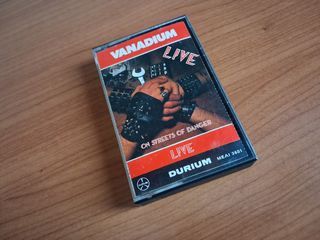 VANADIUM
LIVE
ON STREETS OF DANGER
LIVE
DURIUM